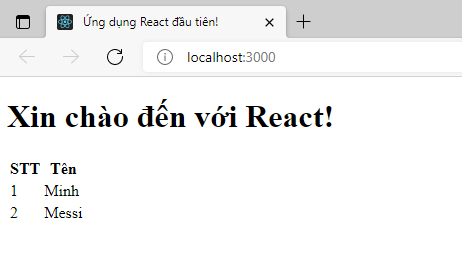 Ứng dụng React đầu tiên!
localhost:3000
Xin chào đến với React!
STT Tên
1 Minh
2 Messi